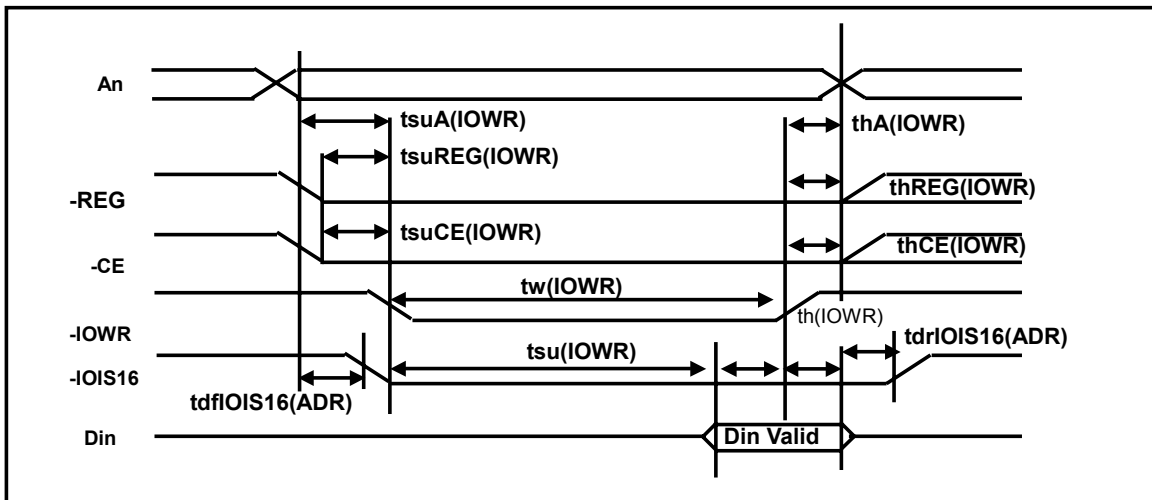 An
tsuA(IOWR)
thA(IOWR)
tsuREG(IOWR)
-REG
thREG(IOWR)
tsuCE(IOWR)
thCE(IOWR)
-CE
tw(IOWR)
th(IOWR)
-IOWR
tsu(IOWR)
tdrIOIS16(ADR)
-IOIS16
tdfIOIS16(ADR)
Din
Din Valid